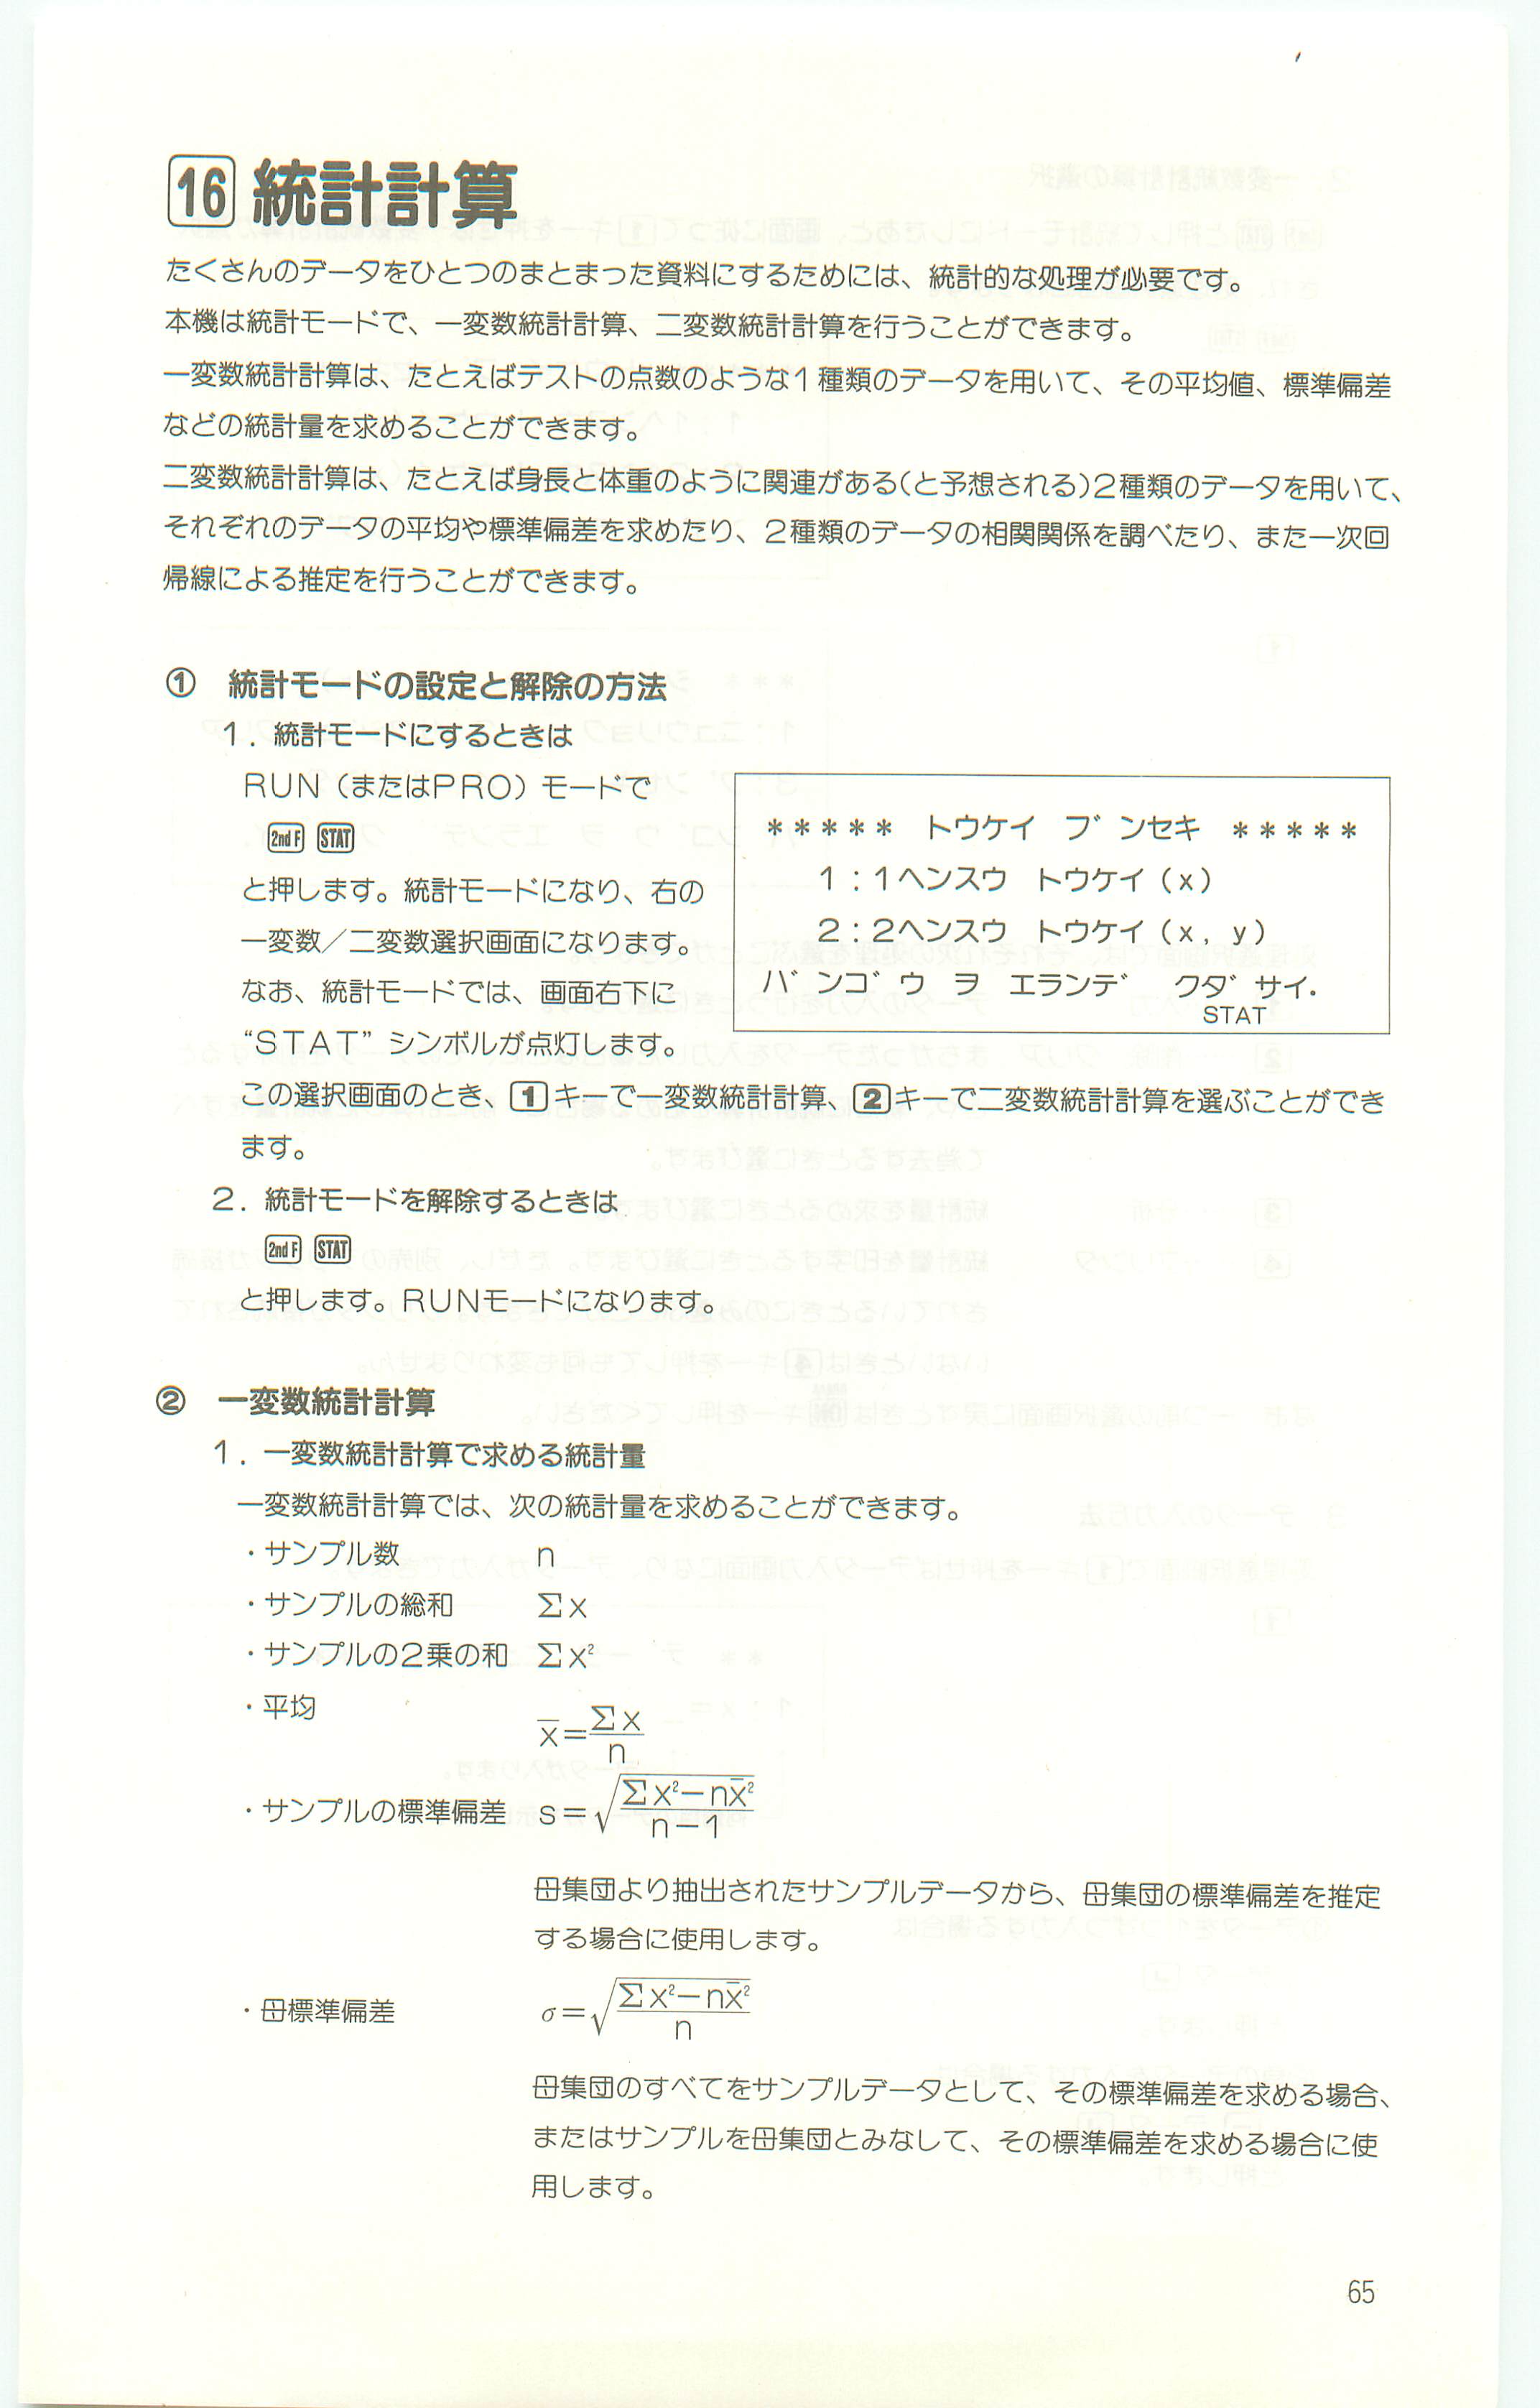 16 統計計算
たくさんのデータをひとつのまとまった資料にするためには、統計的な処理が必要です。
本機は統計モードで、一変数統計計算、二変数統計計算を行うことができます。
一変数統計計算は、たとえばテストの点数のような1種類のデータを用いて、その平均値、標準偏差
などの統計量を求めることができます。
二変数統計計算は、たとえば身長と体重のように関連がある(と予想される)2種類のデータを用いて、
それぞれのデータの平均や標準偏差を求めたり、2種類のデータの相関関係を調べたり、また一次回
帰線による推定を行うことができます。
① 統計モードの設定と解除の方法
1. 統計モードにするときは
RUN(またはPRO)モードで
2nd F STAT
と押します。統計モードになり、右の
一変数/二変数選択画面になります。
なお、統計モードでは、画面右下に
“STAT”シンボルが点灯します。
***** トウケイ ブンセキ *****
1:1ヘンスウ トウケイ(x)
2:2ヘンスウ トウケイ(x, y)
バンゴウ ヲ エランデ クダサイ.
STAT
この選択画面のとき、1キーで一変数統計計算、2キーで二変数統計計算を選ぶことができ
ます。
2. 統計モードを解除するときは
2nd F STAT
と押します。RUNモードになります。
② 一変数統計計算
1. 一変数統計計算で求める統計量
一変数統計計算では、次の統計量を求めることができます。
・サンプル数 n
・サンプルの総和 Σx
・サンプルの2乗の和 Σx²
・平均 x̄=Σx/n
・サンプルの標準偏差 s=√((Σx²−nx̄²)/(n−1))
母集団より抽出されたサンプルデータから、母集団の標準偏差を推定
する場合に使用します。
・母標準偏差 σ=√((Σx²−nx̄²)/n)
母集団のすべてをサンプルデータとして、その標準偏差を求める場合、
またはサンプルを母集団とみなして、その標準偏差を求める場合に使
用します。
65